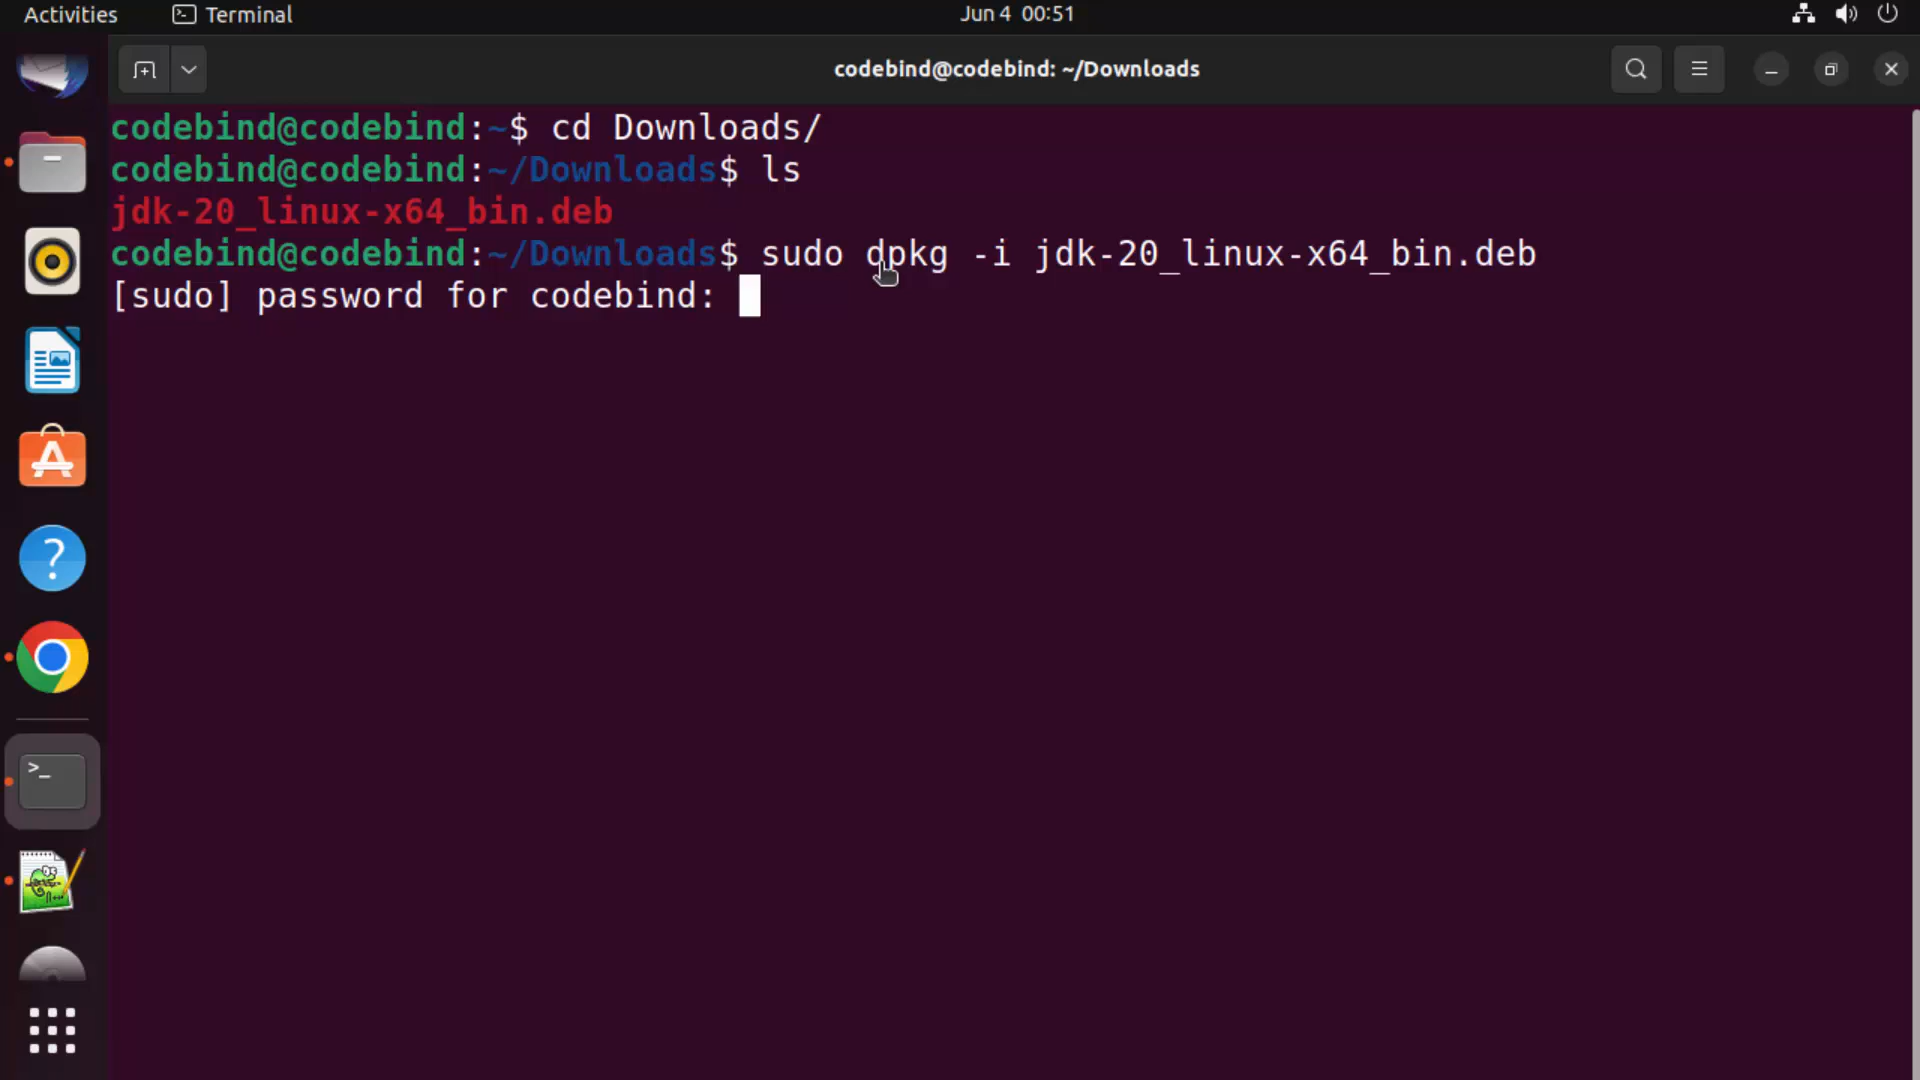 Activities Terminal Jun 4 00:51
codebind@codebind: ~/Downloads
codebind@codebind:~$ cd Downloads/
codebind@codebind:~/Downloads$ ls
jdk-20_linux-x64_bin.deb
codebind@codebind:~/Downloads$ sudo dpkg -i jdk-20_linux-x64_bin.deb
[sudo] password for codebind: